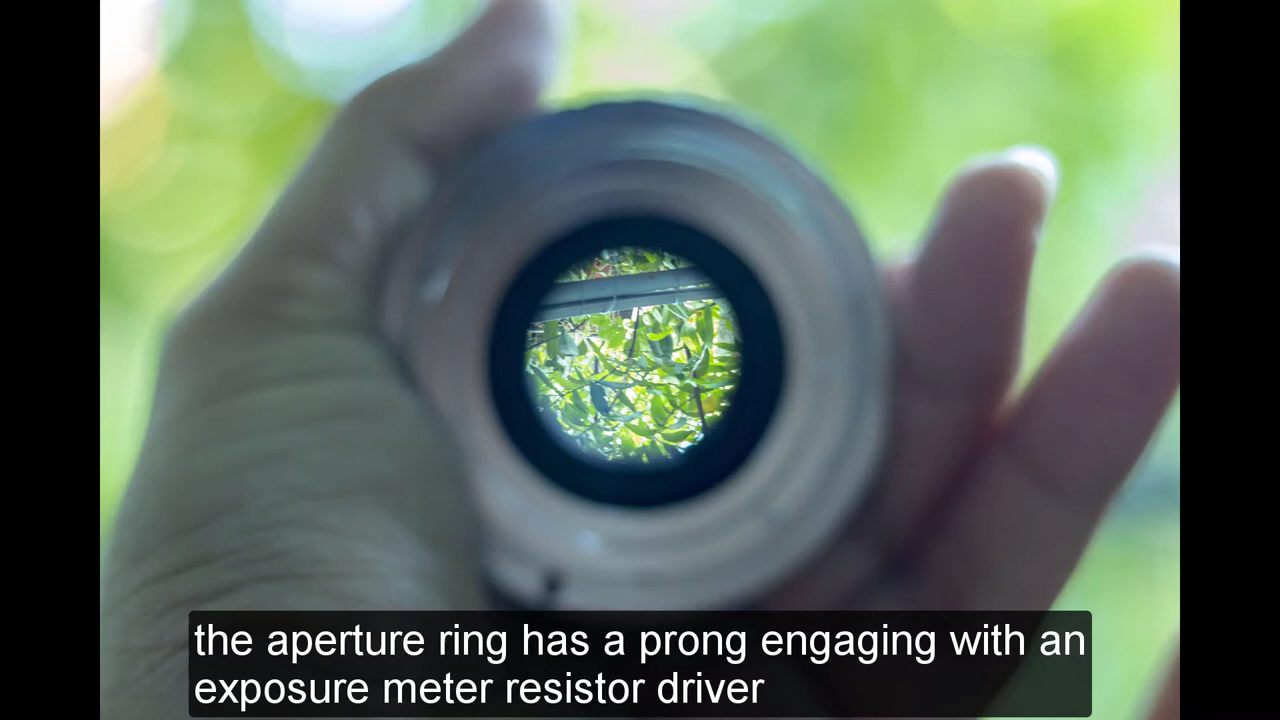 the aperture ring has a prong engaging with an
exposure meter resistor driver